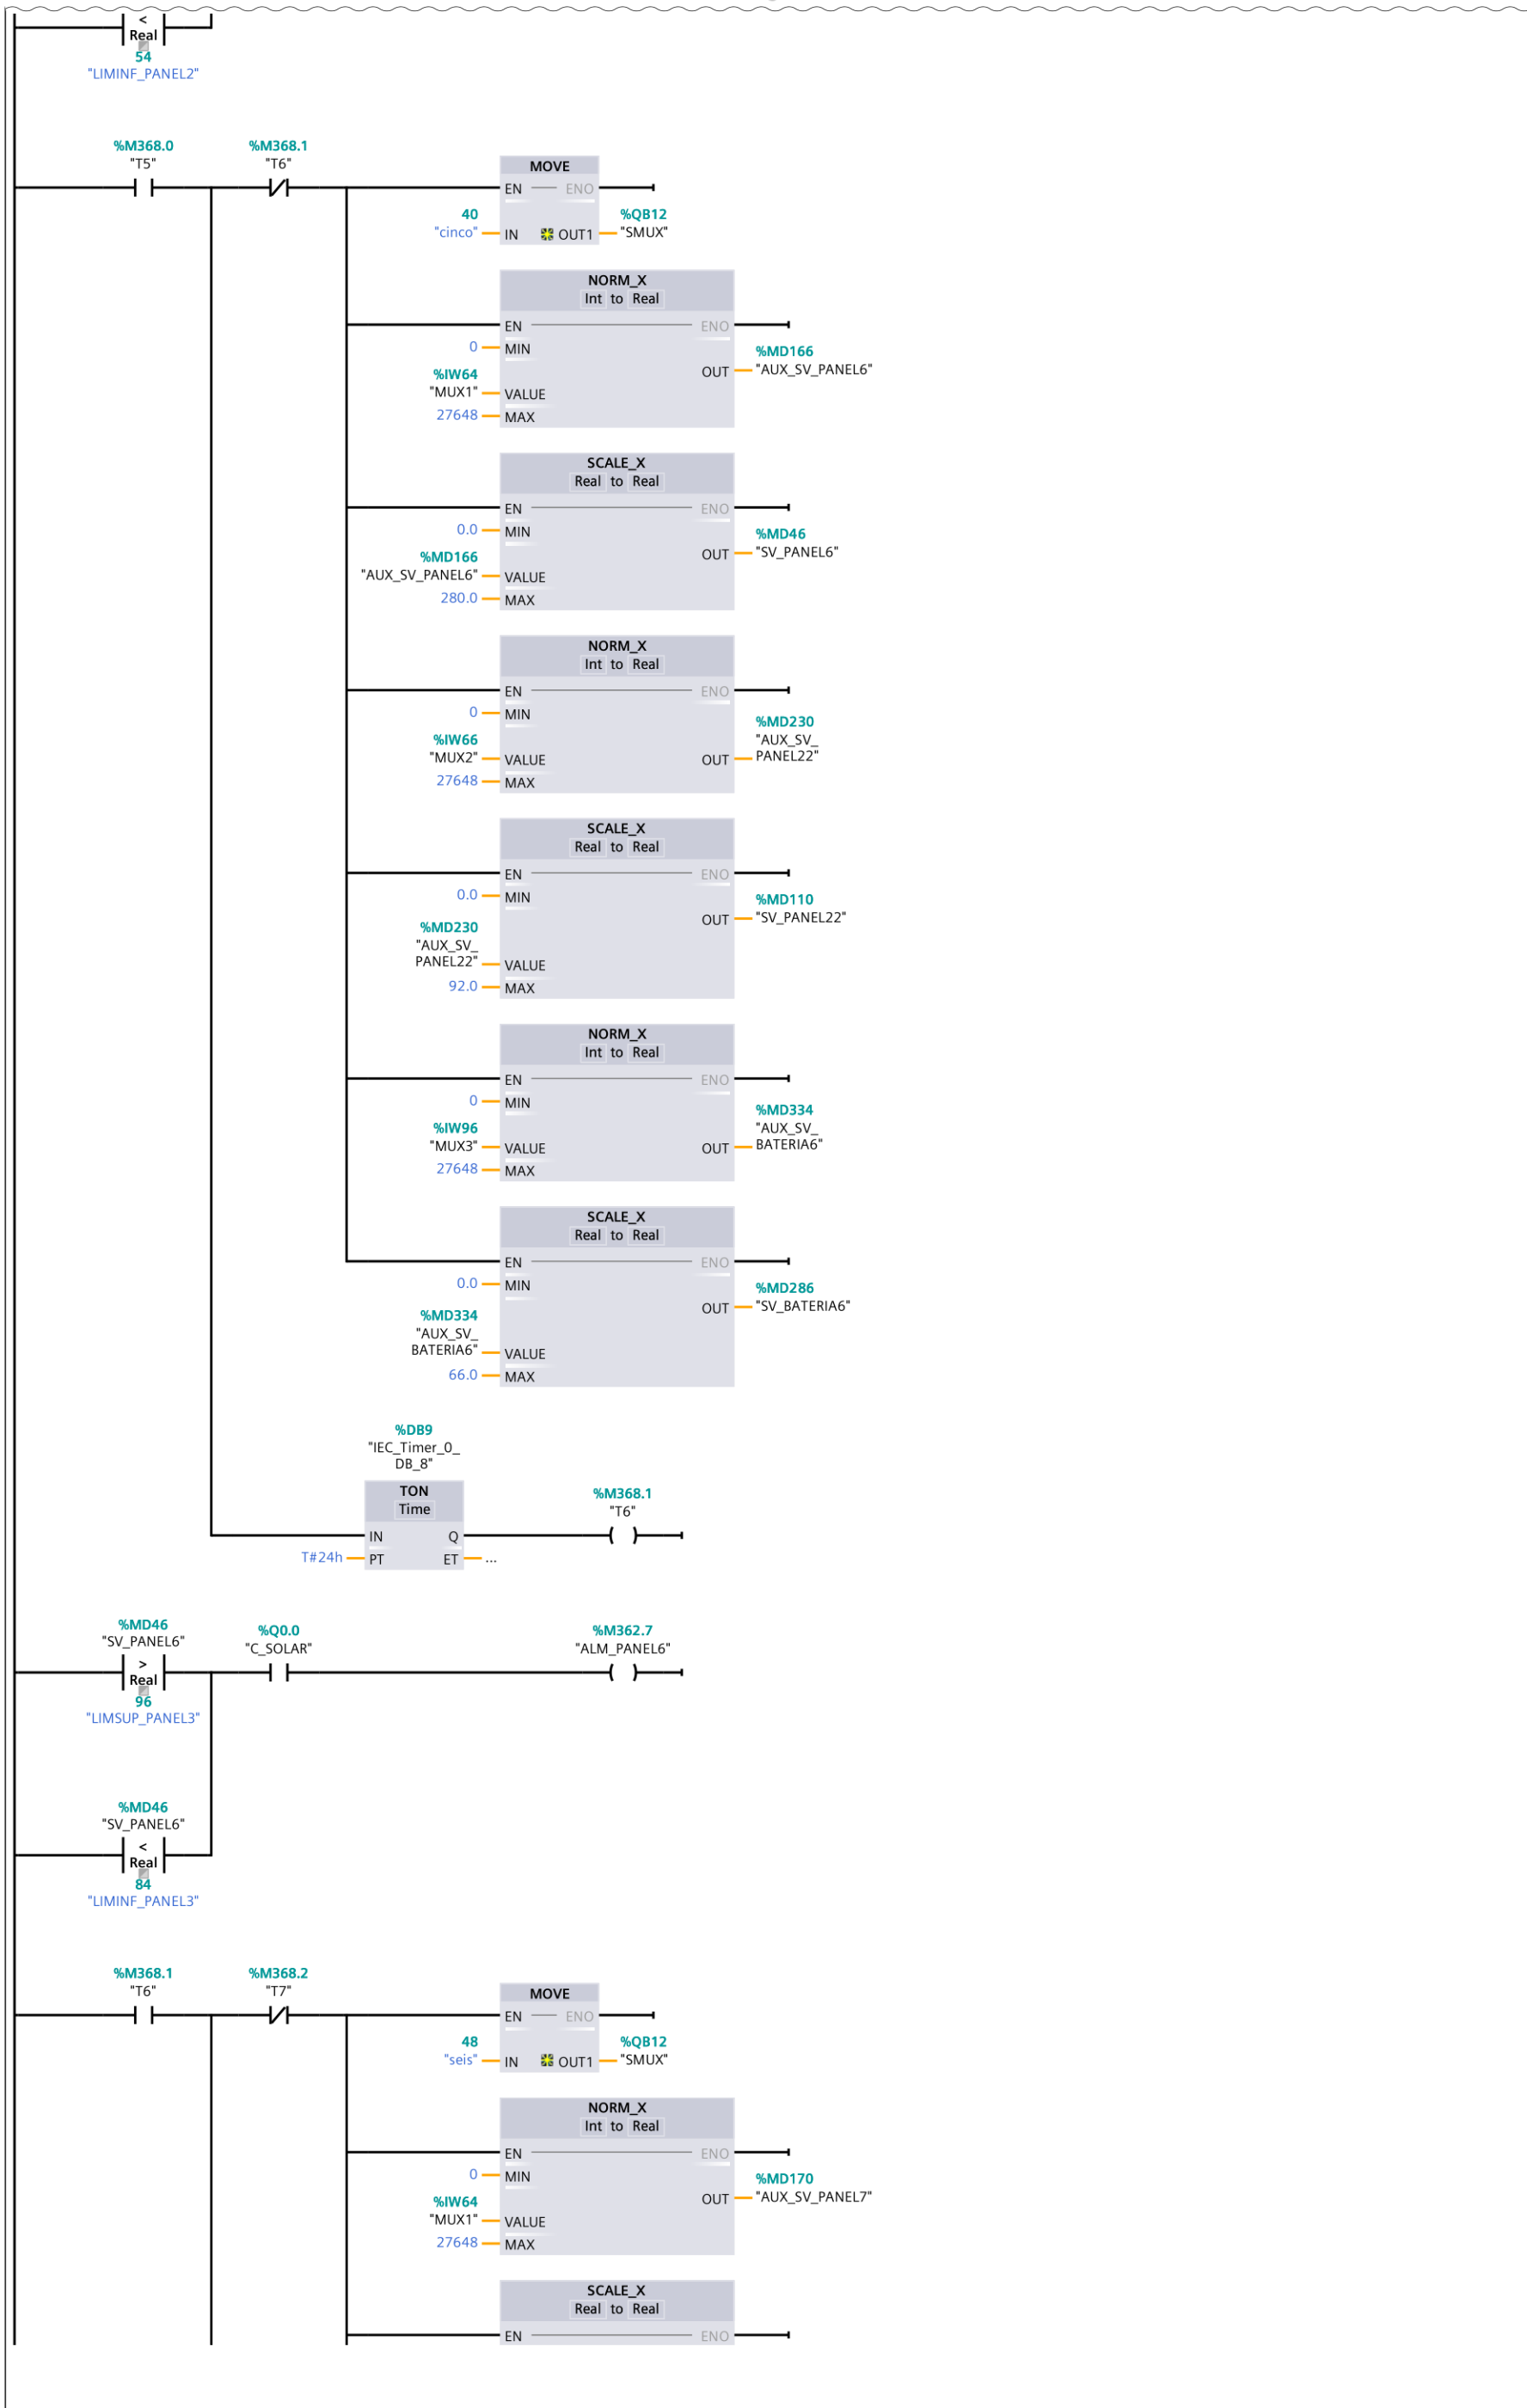 <
Real
54
"LIMINF_PANEL2"
%M368.0
"T5"
%M368.1
"T6"
MOVE
EN
ENO
40
"cinco"
IN
OUT1
%QB12
"SMUX"
NORM_X
Int to Real
EN
ENO
0
MIN
%MD166
"AUX_SV_PANEL6"
OUT
%IW64
"MUX1"
VALUE
27648
MAX
SCALE_X
Real to Real
EN
ENO
0.0
MIN
%MD46
"SV_PANEL6"
OUT
%MD166
"AUX_SV_PANEL6"
VALUE
280.0
MAX
NORM_X
Int to Real
EN
ENO
0
MIN
%MD230
"AUX_SV_
PANEL22"
OUT
%IW66
"MUX2"
VALUE
27648
MAX
SCALE_X
Real to Real
EN
ENO
0.0
MIN
%MD110
"SV_PANEL22"
OUT
%MD230
"AUX_SV_
PANEL22"
VALUE
92.0
MAX
NORM_X
Int to Real
EN
ENO
0
MIN
%MD334
"AUX_SV_
BATERIA6"
OUT
%IW96
"MUX3"
VALUE
27648
MAX
SCALE_X
Real to Real
EN
ENO
0.0
MIN
%MD286
"SV_BATERIA6"
OUT
%MD334
"AUX_SV_
BATERIA6"
VALUE
66.0
MAX
%DB9
"IEC_Timer_0_
DB_8"
TON
Time
IN
Q
T#24h
PT
ET
...
%M368.1
"T6"
%MD46
"SV_PANEL6"
>
Real
96
"LIMSUP_PANEL3"
%Q0.0
"C_SOLAR"
%M362.7
"ALM_PANEL6"
%MD46
"SV_PANEL6"
<
Real
84
"LIMINF_PANEL3"
%M368.1
"T6"
%M368.2
"T7"
MOVE
EN
ENO
48
"seis"
IN
OUT1
%QB12
"SMUX"
NORM_X
Int to Real
EN
ENO
0
MIN
%MD170
"AUX_SV_PANEL7"
OUT
%IW64
"MUX1"
VALUE
27648
MAX
SCALE_X
Real to Real
EN
ENO